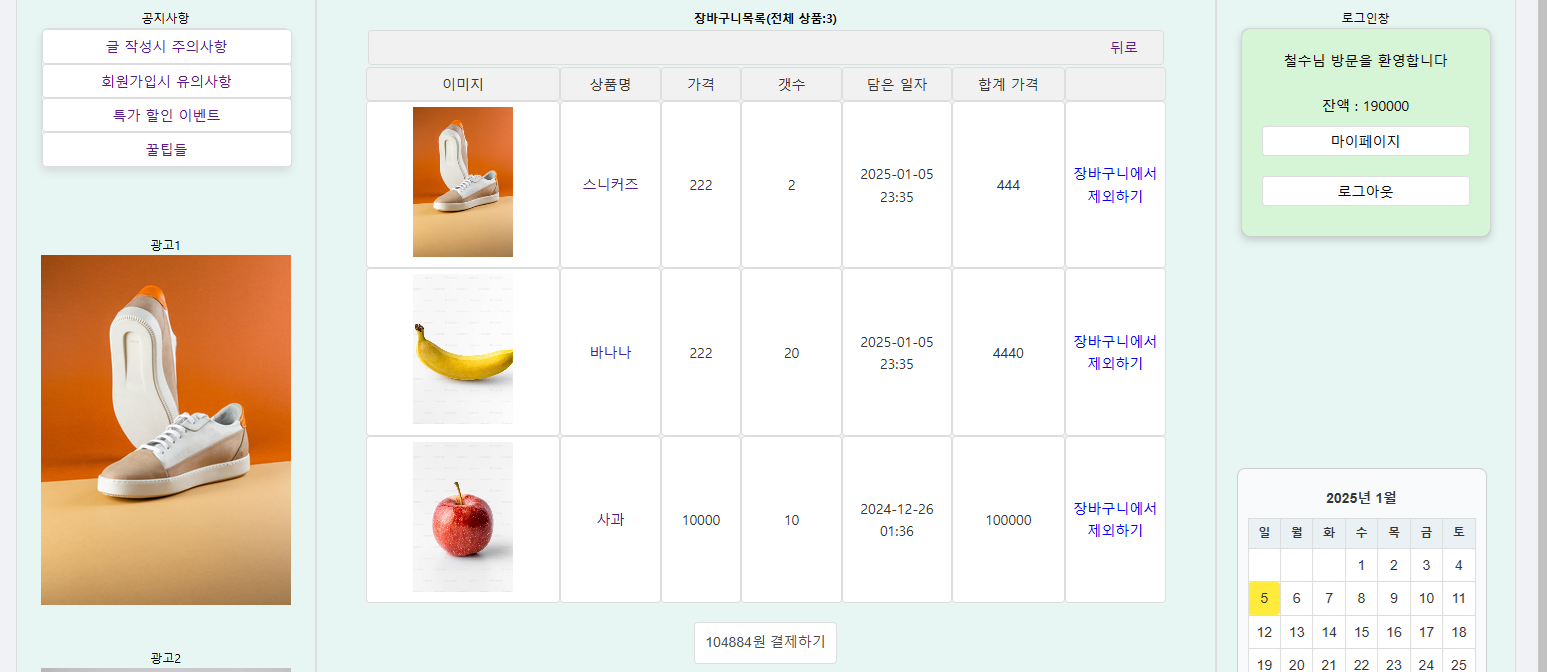 공지사항
글 작성시 주의사항
회원가입시 유의사항
특가 할인 이벤트
꿀팁들
광고1
광고2
장바구니목록(전체 상품:3)
뒤로
이미지 상품명 가격 갯수 담은 일자 합계 가격
스니커즈 222 2 2025-01-05 23:35 444 장바구니에서 제외하기
바나나 222 20 2025-01-05 23:35 4440 장바구니에서 제외하기
사과 10000 10 2024-12-26 01:36 100000 장바구니에서 제외하기
104884원 결제하기
로그인창
철수님 방문을 환영합니다
잔액 : 190000
마이페이지
로그아웃
2025년 1월
일 월 화 수 목 금 토
1 2 3 4
5 6 7 8 9 10 11
12 13 14 15 16 17 18
19 20 21 22 23 24 25